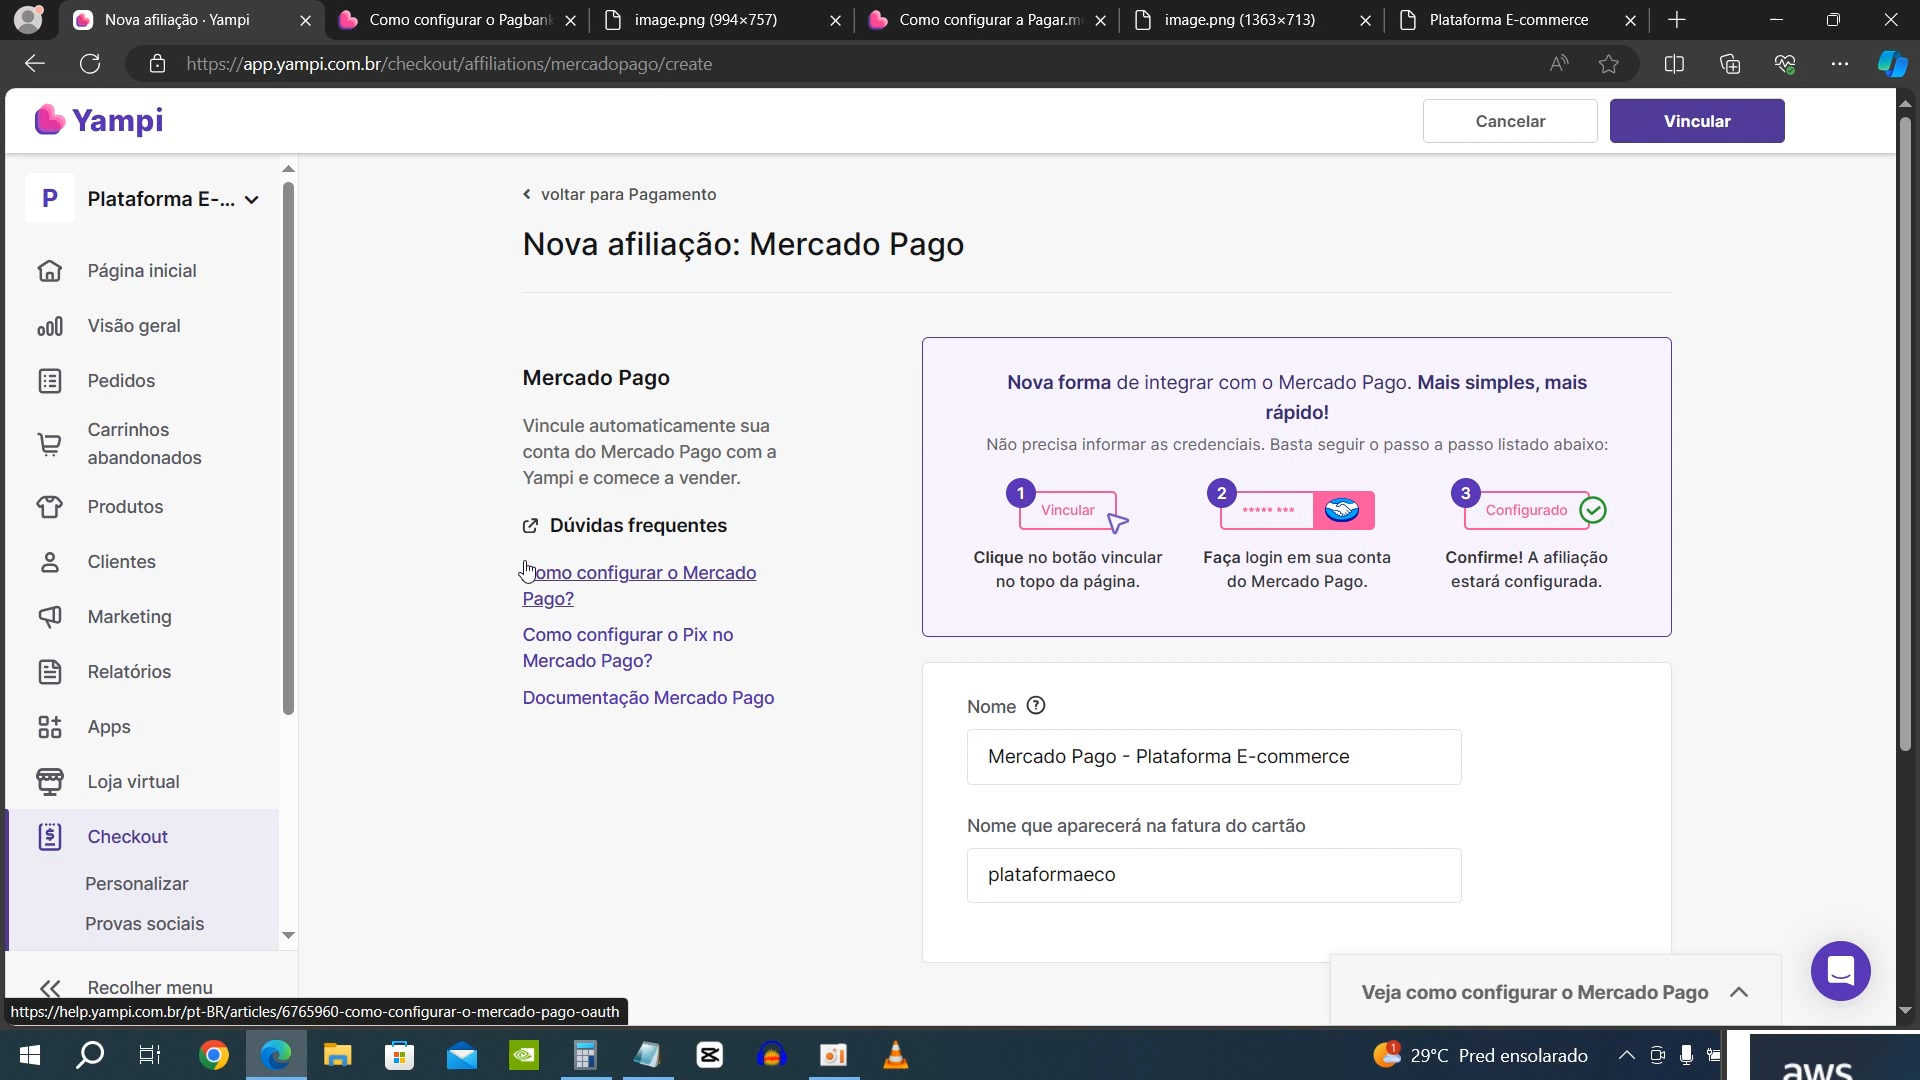 Nova afiliação · Yampi
Como configurar o Pagban
image.png (994×757)
Como configurar a Pagar.m
image.png (1363×713)
Plataforma E-commerce
https://app.yampi.com.br/checkout/affiliations/mercadopago/create
Yampi
Cancelar
Vincular
P
Plataforma E-...
Página inicial
Visão geral
Pedidos
Carrinhos
abandonados
Produtos
Clientes
Marketing
Relatórios
Apps
Loja virtual
Checkout
Personalizar
Provas sociais
Recolher menu
voltar para Pagamento
Nova afiliação: Mercado Pago
Mercado Pago
Vincule automaticamente sua
conta do Mercado Pago com a
Yampi e comece a vender.
Dúvidas frequentes
omo configurar o Mercado
Pago?
Como configurar o Pix no
Mercado Pago?
Documentação Mercado Pago
Nova forma de integrar com o Mercado Pago. Mais simples, mais
rápido!
Não precisa informar as credenciais. Basta seguir o passo a passo listado abaixo:
1
Vincular
Clique no botão vincular
no topo da página.
2
***** ***
Faça login em sua conta
do Mercado Pago.
3
Configurado
Confirme! A afiliação
estará configurada.
Nome
Mercado Pago - Plataforma E-commerce
Nome que aparecerá na fatura do cartão
plataformaeco
Veja como configurar o Mercado Pago
https://help.yampi.com.br/pt-BR/articles/6765960-como-configurar-o-mercado-pago-oauth
1
29°C Pred ensolarado
aws